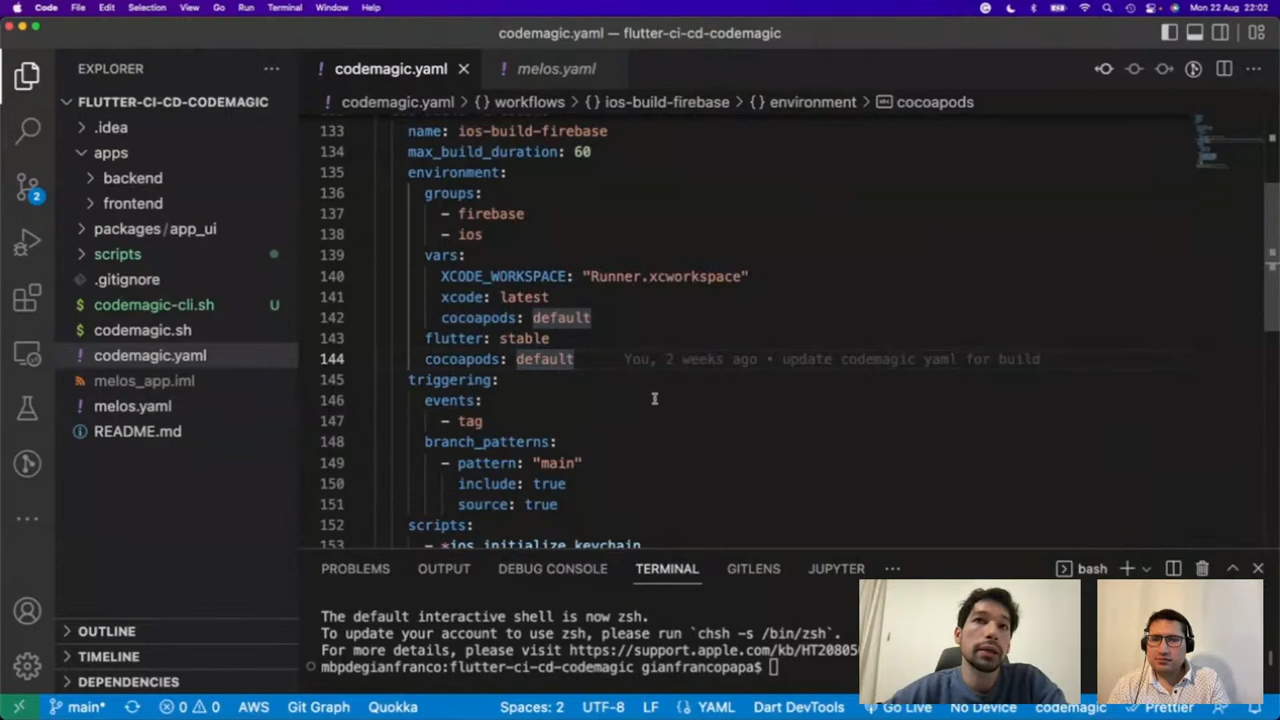 Code File Edit Selection View Go Run Terminal Window Help Mon 22 Aug 22:02
codemagic.yaml — flutter-ci-cd-codemagic
EXPLORER
FLUTTER-CI-CD-CODEMAGIC
.idea
apps
backend
frontend
packages/app_ui
scripts
.gitignore
$ codemagic-cli.sh U
$ codemagic.sh
! codemagic.yaml
melos_app.iml
! melos.yaml
README.md
OUTLINE
TIMELINE
DEPENDENCIES
2
! codemagic.yaml ! melos.yaml
! codemagic.yaml > {} workflows > {} ios-build-firebase > {} environment > cocoapods
133 name: ios-build-firebase
134 max_build_duration: 60
135 environment:
136 groups:
137 - firebase
138 - ios
139 vars:
140 XCODE_WORKSPACE: "Runner.xcworkspace"
141 xcode: latest
142 cocoapods: default
143 flutter: stable
144 cocoapods: default You, 2 weeks ago • update codemagic yaml for build
145 triggering:
146 events:
147 - tag
148 branch_patterns:
149 - pattern: "main"
150 include: true
151 source: true
152 scripts:
153 - *ios_initialize_keychain
PROBLEMS OUTPUT DEBUG CONSOLE TERMINAL GITLENS JUPYTER bash
The default interactive shell is now zsh.
To update your account to use zsh, please run `chsh -s /bin/zsh`.
For more details, please visit https://support.apple.com/kb/HT20805
mbpdegianfranco:flutter-ci-cd-codemagic gianfrancopapa$
main* 0 0 AWS Git Graph Quokka Spaces: 2 UTF-8 LF {} YAML Dart DevTools Go Live No Device codemagic Prettier